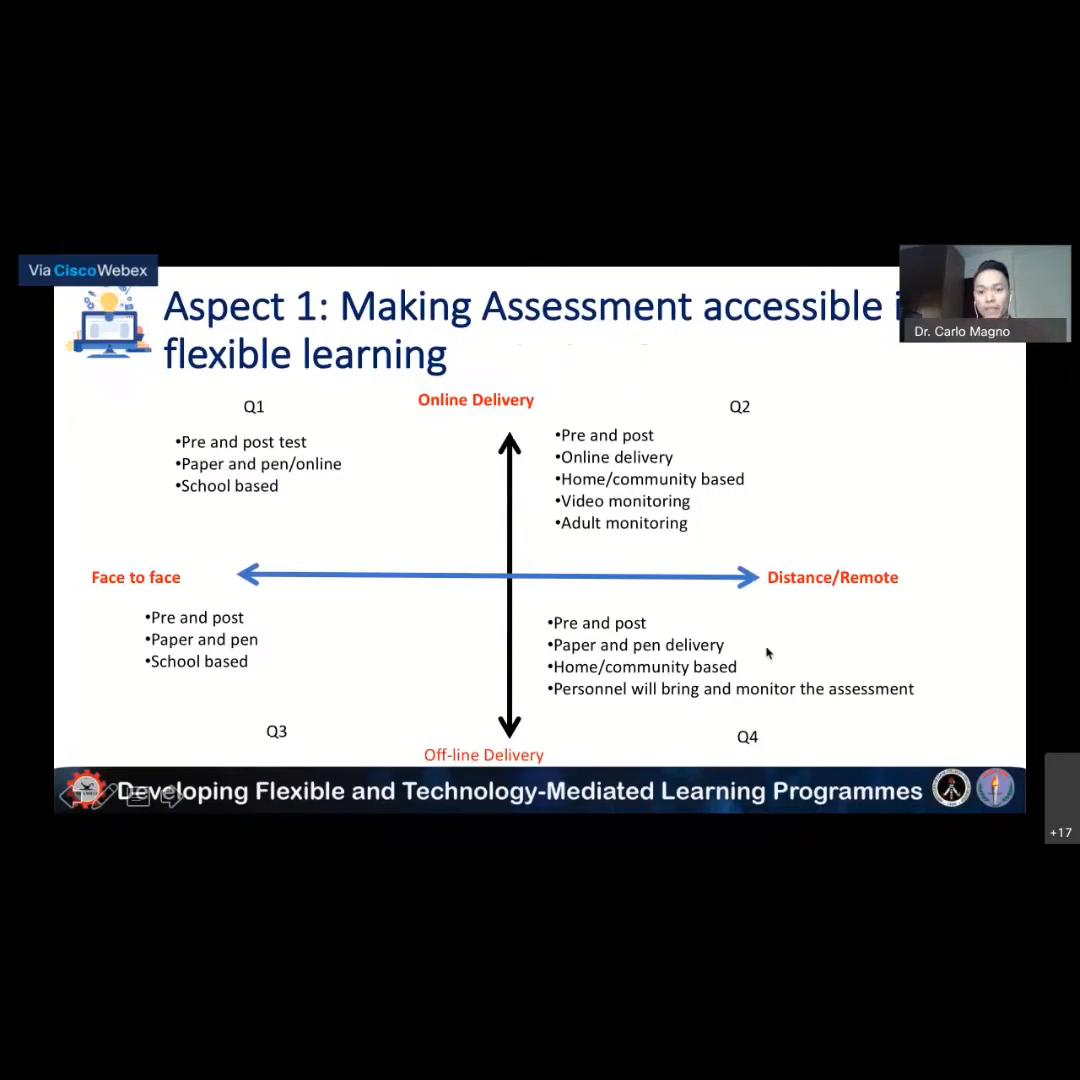 Via Cisco Webex
Aspect 1: Making Assessment accessible
flexible learning
Dr. Carlo Magno
Q1
Online Delivery
Q2
•Pre and post test
•Paper and pen/online
•School based
•Pre and post
•Online delivery
•Home/community based
•Video monitoring
•Adult monitoring
Face to face
Distance/Remote
•Pre and post
•Paper and pen
•School based
•Pre and post
•Paper and pen delivery
•Home/community based
•Personnel will bring and monitor the assessment
Q3
Q4
Off-line Delivery
Developing Flexible and Technology-Mediated Learning Programmes
+17